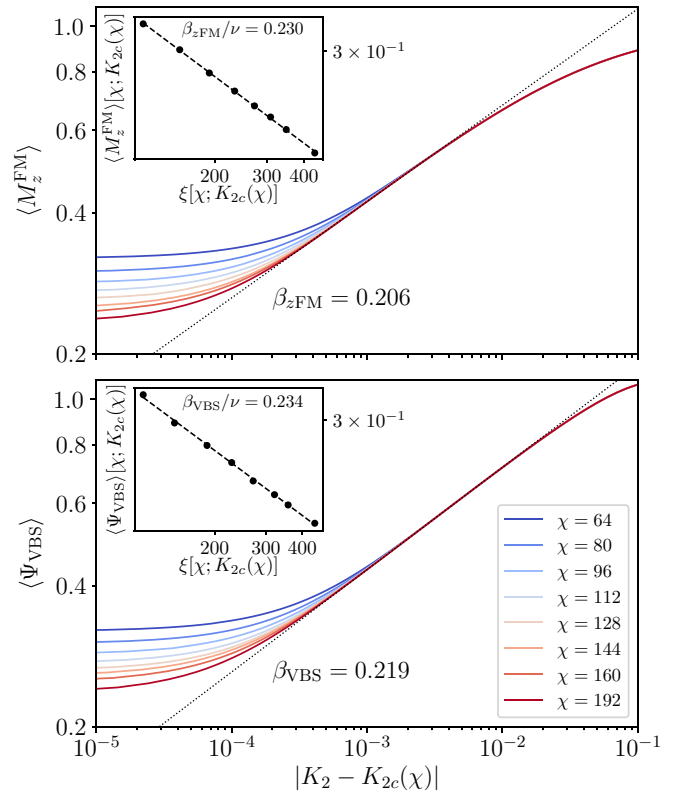 1.0
0.8
0.6
0.4
0.2
⟨M_z^FM⟩
β_zFM/ν = 0.230
⟨M_z^FM⟩[χ; K_2c(χ)]
3 × 10^−1
200 300 400
ξ[χ; K_2c(χ)]
β_zFM = 0.206
1.0
0.8
0.6
0.4
0.2
⟨Ψ_VBS⟩
β_VBS/ν = 0.234
⟨Ψ_VBS⟩[χ; K_2c(χ)]
3 × 10^−1
200 300 400
ξ[χ; K_2c(χ)]
β_VBS = 0.219
χ = 64
χ = 80
χ = 96
χ = 112
χ = 128
χ = 144
χ = 160
χ = 192
10^−5 10^−4 10^−3 10^−2 10^−1
|K_2 − K_2c(χ)|